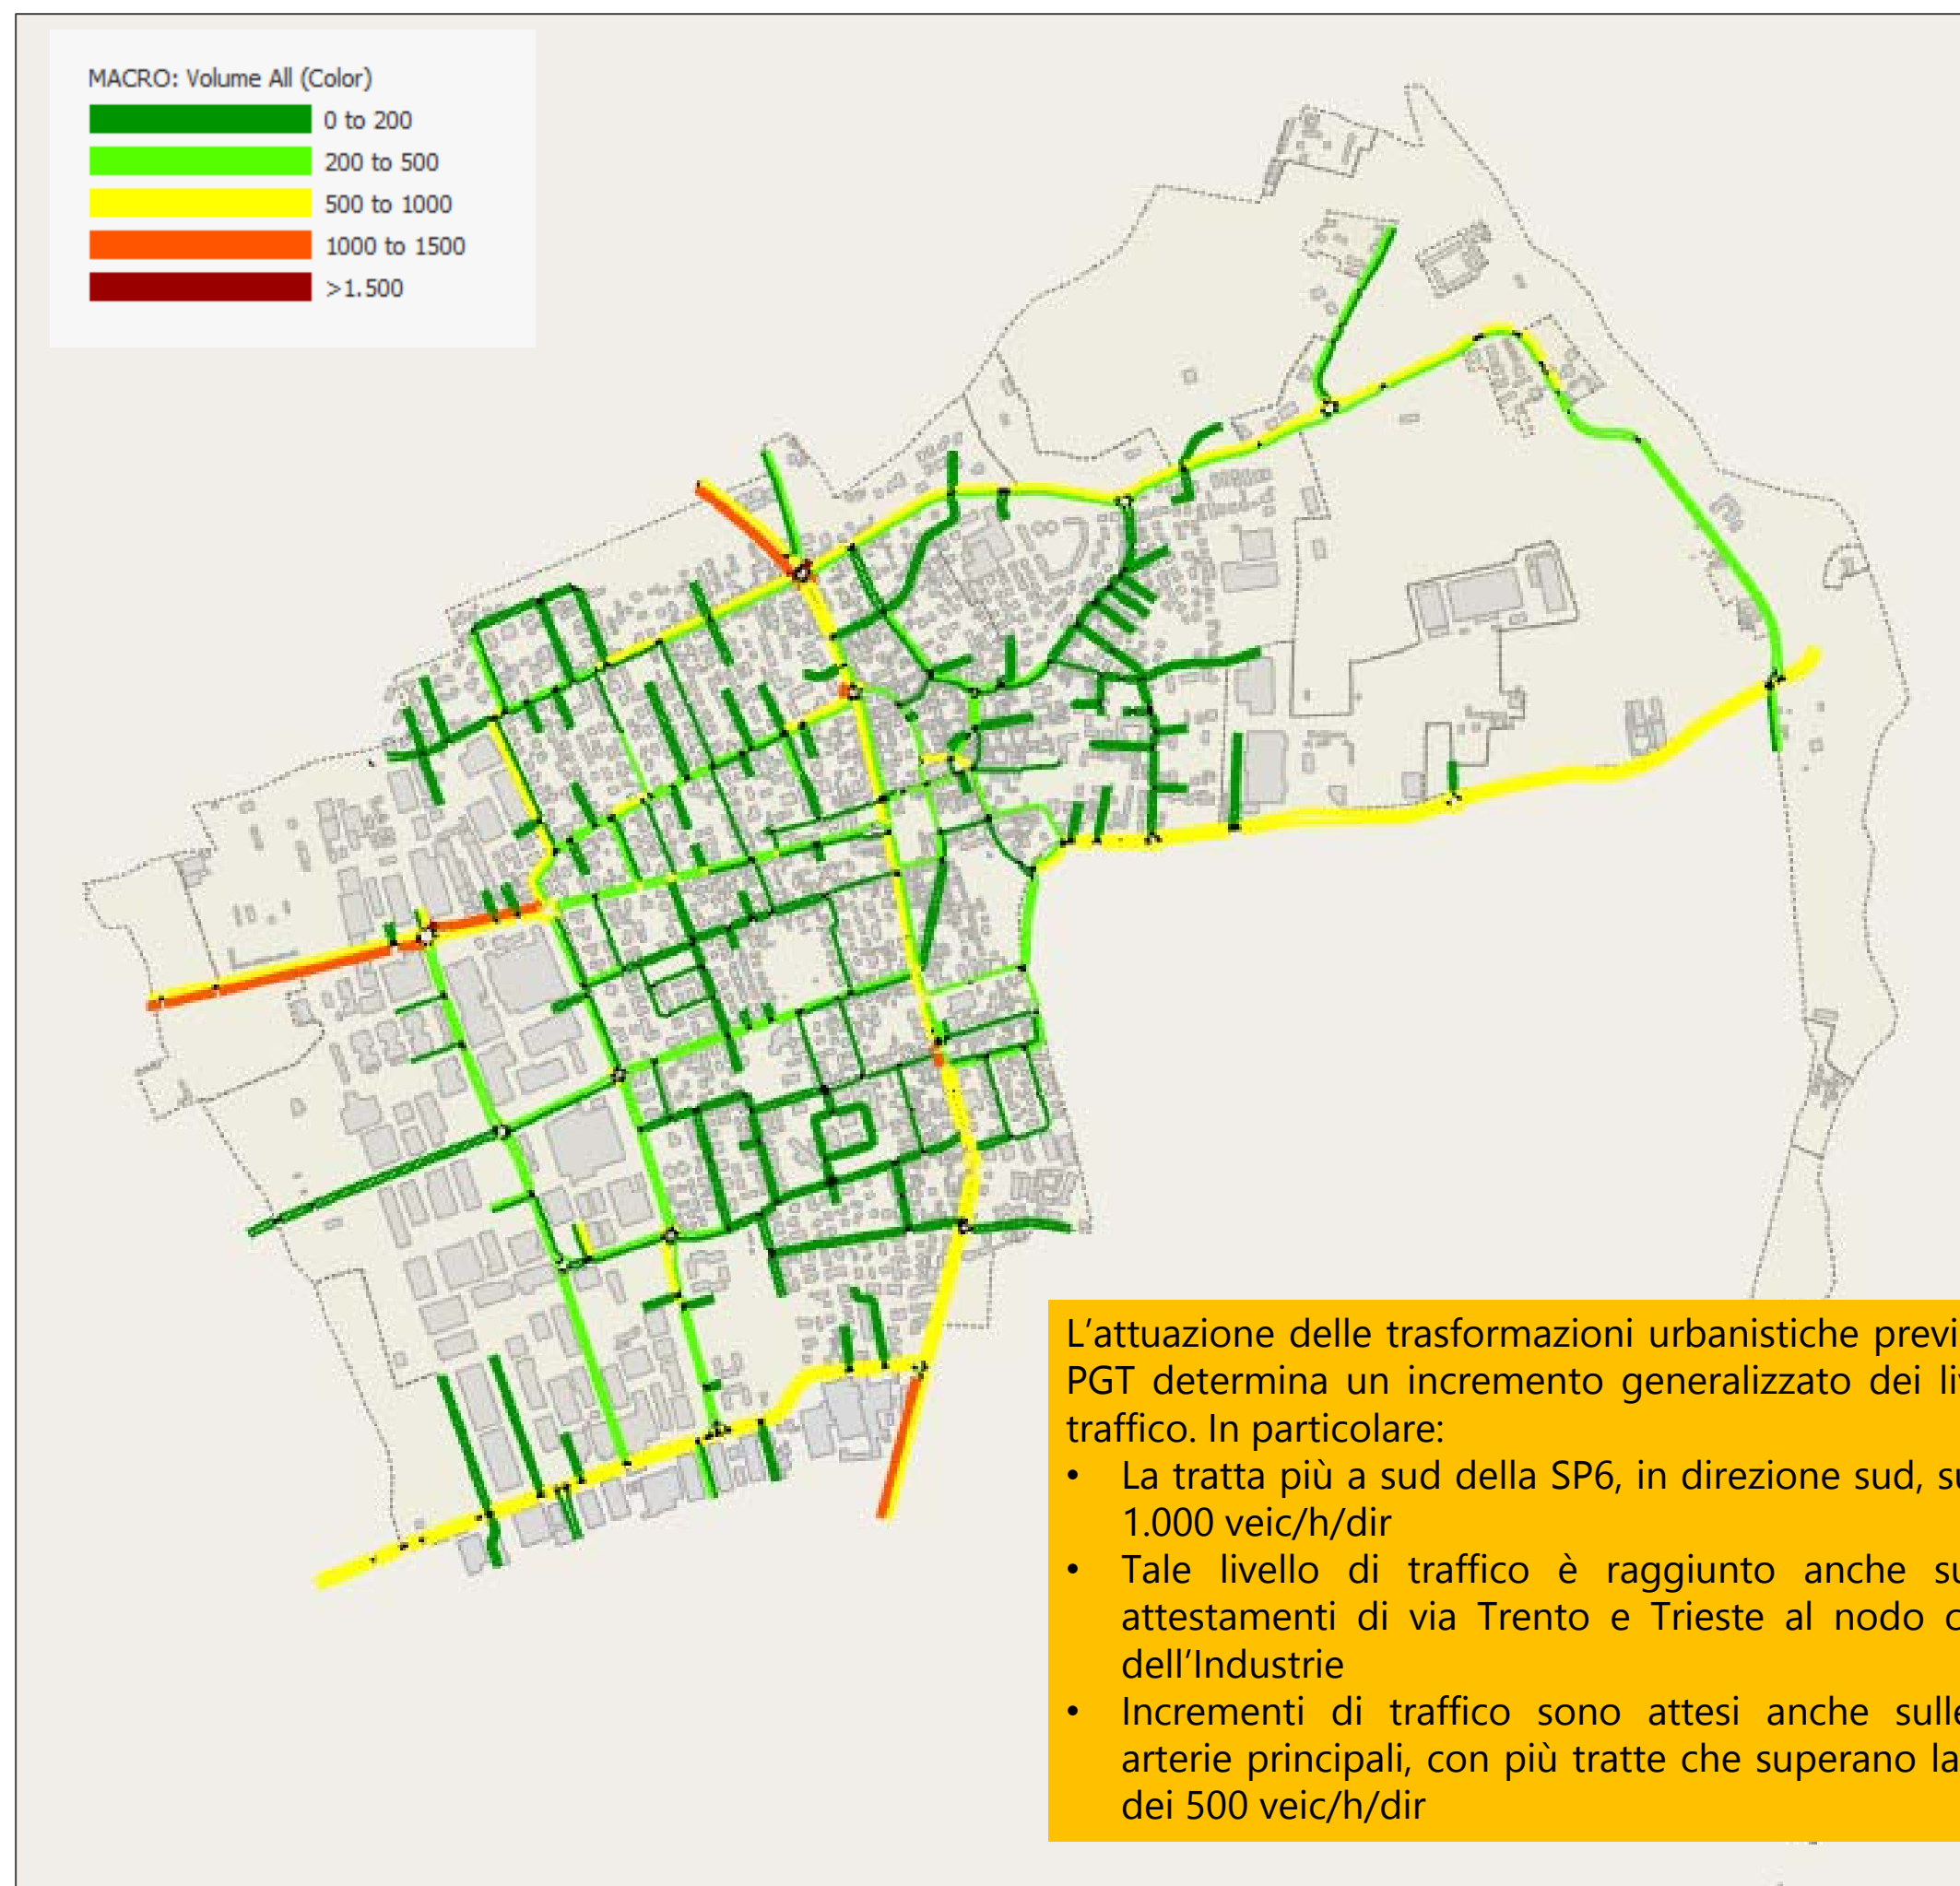 MACRO: Volume All (Color)
0 to 200
200 to 500
500 to 1000
1000 to 1500
>1.500
L’attuazione delle trasformazioni urbanistiche previ
PGT determina un incremento generalizzato dei li
traffico. In particolare:
• La tratta più a sud della SP6, in direzione sud, su
1.000 veic/h/dir
• Tale livello di traffico è raggiunto anche su
attestamenti di via Trento e Trieste al nodo
dell’Industrie
• Incrementi di traffico sono attesi anche sulle
arterie principali, con più tratte che superano la
dei 500 veic/h/dir